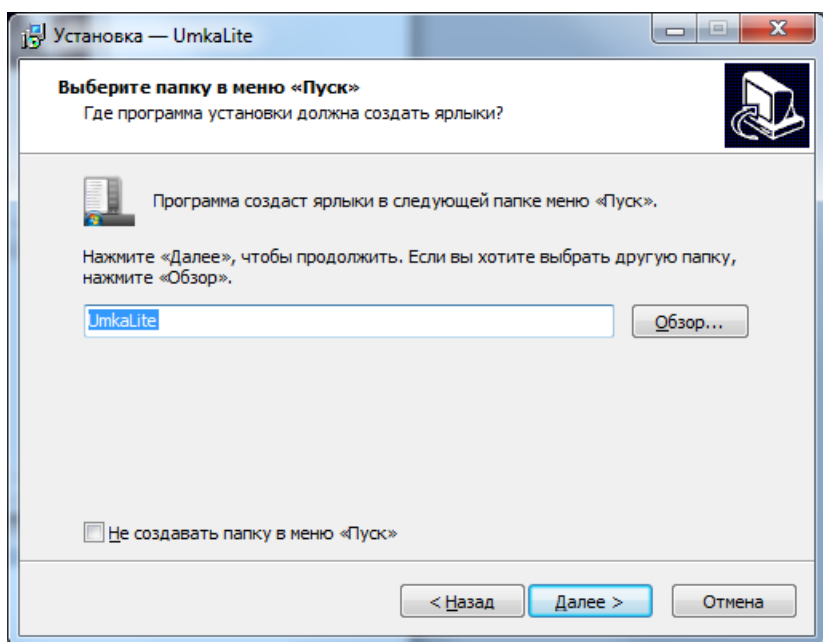 Установка — UmkaLite
Выберите папку в меню «Пуск»
Где программа установки должна создать ярлыки?
Программа создаст ярлыки в следующей папке меню «Пуск».
Нажмите «Далее», чтобы продолжить. Если вы хотите выбрать другую папку,
нажмите «Обзор».
UmkaLite
Обзор...
Не создавать папку в меню «Пуск»
< Назад
Далее >
Отмена